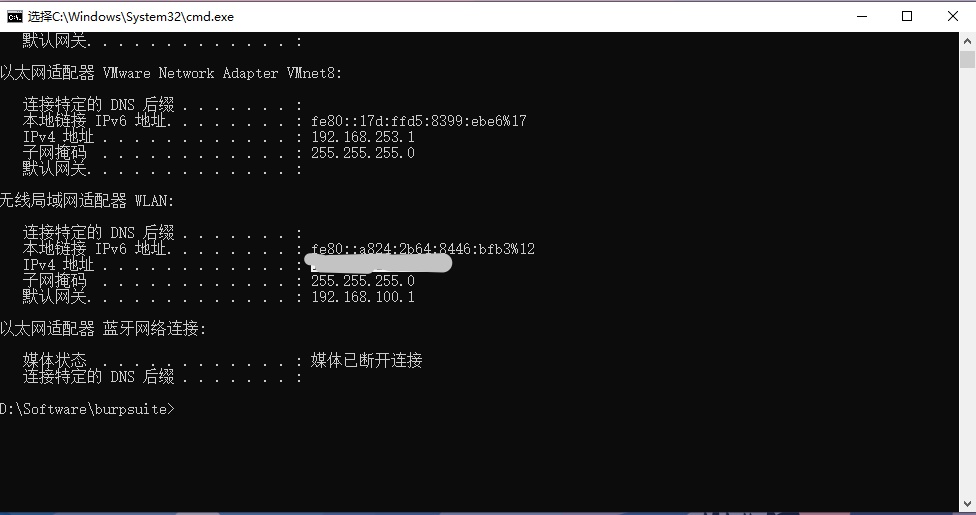 选择C:\Windows\System32\cmd.exe
默认网关. . . . . . . . . . . . . :
以太网适配器 VMware Network Adapter VMnet8:
连接特定的 DNS 后缀 . . . . . . . :
本地链接 IPv6 地址. . . . . . . . : fe80::17d:ffd5:8399:ebe6%17
IPv4 地址 . . . . . . . . . . . . : 192.168.253.1
子网掩码  . . . . . . . . . . . . : 255.255.255.0
默认网关. . . . . . . . . . . . . :
无线局域网适配器 WLAN:
连接特定的 DNS 后缀 . . . . . . . :
本地链接 IPv6 地址. . . . . . . . : fe80::a824:2b64:8446:bfb3%12
IPv4 地址 . . . . . . . . . . . . :
子网掩码  . . . . . . . . . . . . : 255.255.255.0
默认网关. . . . . . . . . . . . . : 192.168.100.1
以太网适配器 蓝牙网络连接:
媒体状态  . . . . . . . . . . . . : 媒体已断开连接
连接特定的 DNS 后缀 . . . . . . . :
D:\Software\burpsuite>